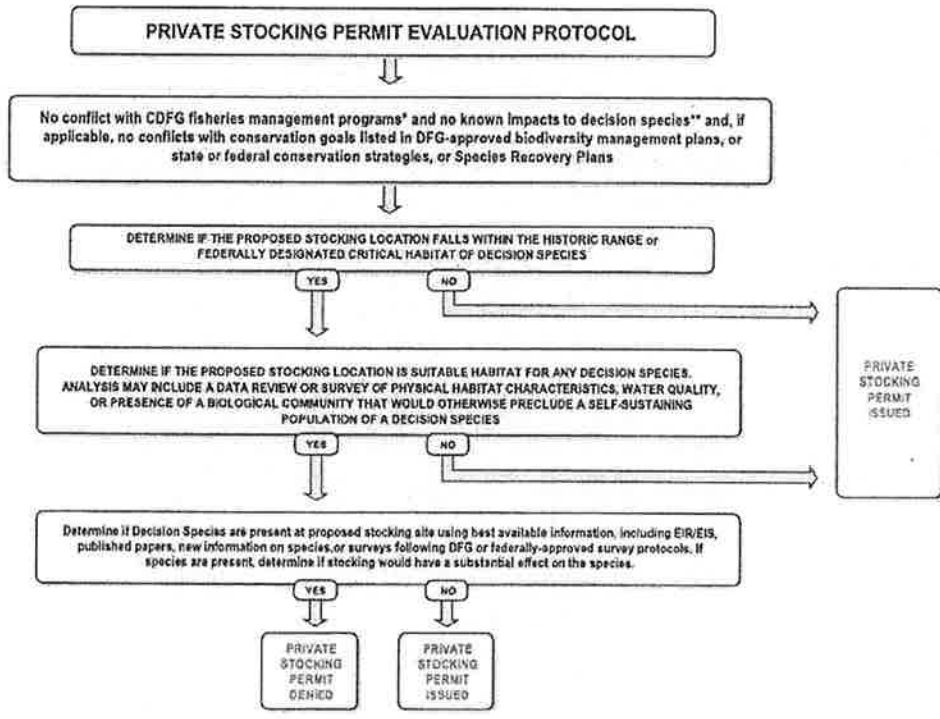 PRIVATE STOCKING PERMIT EVALUATION PROTOCOL
No conflict with CDFG fisheries management programs* and no known impacts to decision species** and, if
applicable, no conflicts with conservation goals listed in DFG-approved biodiversity management plans, or
state or federal conservation strategies, or Species Recovery Plans
DETERMINE IF THE PROPOSED STOCKING LOCATION FALLS WITHIN THE HISTORIC RANGE or
FEDERALLY DESIGNATED CRITICAL HABITAT OF DECISION SPECIES
YES
NO
PRIVATE
STOCKING
PERMIT
ISSUED
DETERMINE IF THE PROPOSED STOCKING LOCATION IS SUITABLE HABITAT FOR ANY DECISION SPECIES.
ANALYSIS MAY INCLUDE A DATA REVIEW OR SURVEY OF PHYSICAL HABITAT CHARACTERISTICS, WATER QUALITY,
OR PRESENCE OF A BIOLOGICAL COMMUNITY THAT WOULD OTHERWISE PRECLUDE A SELF-SUSTAINING
POPULATION OF A DECISION SPECIES
YES
NO
Determine if Decision Species are present at proposed stocking site using best available information, including EIR/EIS,
published papers, new information on species,or surveys following DFG or federally-approved survey protocols. If
species are present, determine if stocking would have a substantial effect on the species.
YES
NO
PRIVATE
STOCKING
PERMIT
DENIED
PRIVATE
STOCKING
PERMIT
ISSUED